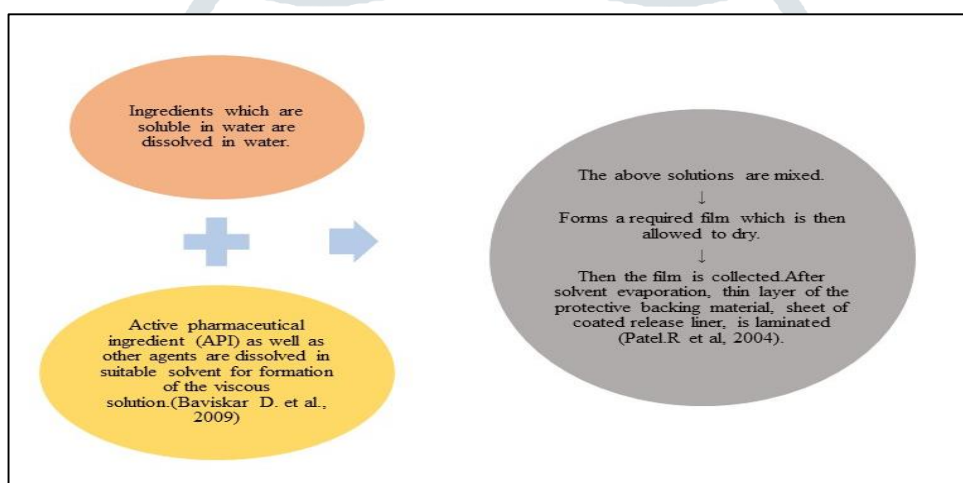 Ingredients which are
soluble in water are
dissolved in water.
Active pharmaceutical
ingredient (API) as well as
other agents are dissolved in
suitable solvent for formation
of the viscous
solution.(Baviskar D. et al.,
2009)
The above solutions are mixed.
↓
Forms a required film which is then
allowed to dry.
↓
Then the film is collected.After
solvent evaporation, thin layer of the
protective backing material, sheet of
coated release liner, is laminated
(Patel.R et al, 2004).